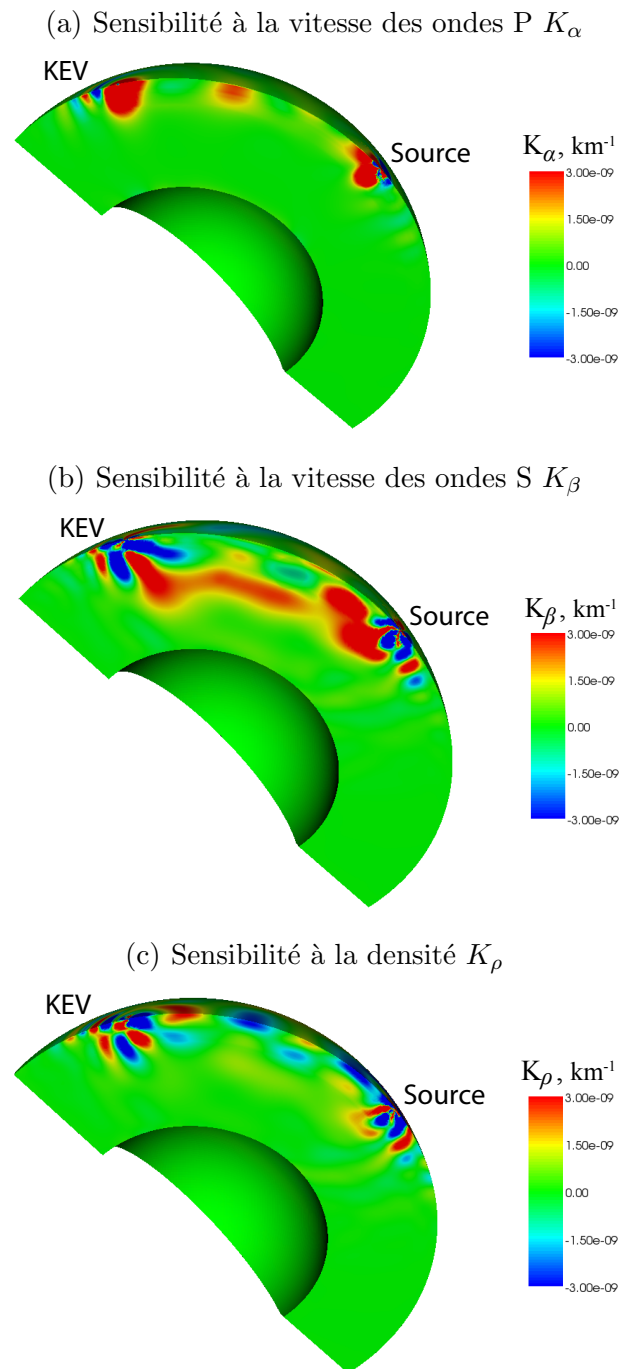 (a) Sensibilité à la vitesse des ondes P Kα
KEV
Source
Kα, km-1
3.00e-09
1.50e-09
0.00
-1.50e-09
-3.00e-09
(b) Sensibilité à la vitesse des ondes S Kβ
KEV
Source
Kβ, km-1
3.00e-09
1.50e-09
0.00
-1.50e-09
-3.00e-09
(c) Sensibilité à la densité Kρ
KEV
Source
Kρ, km-1
3.00e-09
1.50e-09
0.00
-1.50e-09
-3.00e-09